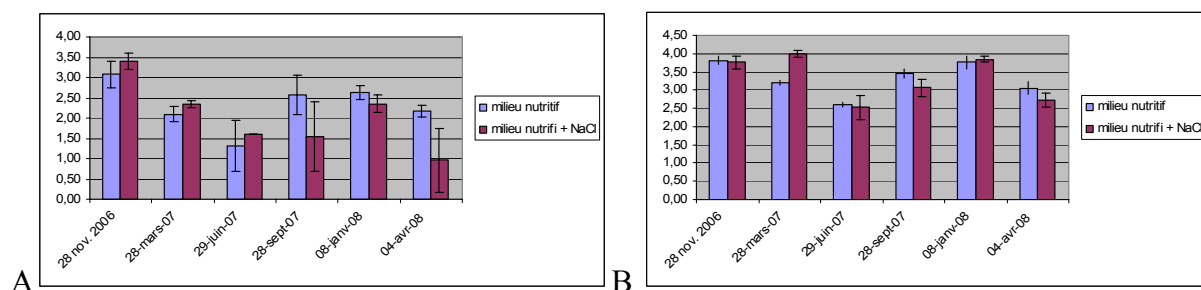 4,00
3,50
3,00
2,50
2,00
1,50
1,00
0,50
0,00
28 nov. 2006
28-mars-07
29-juin-07
28-sept-07
08-janv-08
04-avr-08
milieu nutritif
milieu nutrifi + NaCl
A
4,50
4,00
3,50
3,00
2,50
2,00
1,50
1,00
0,50
0,00
28 nov. 2006
28-mars-07
29-juin-07
28-sept-07
08-janv-08
04-avr-08
milieu nutritif
milieu nutrifi + NaCl
B